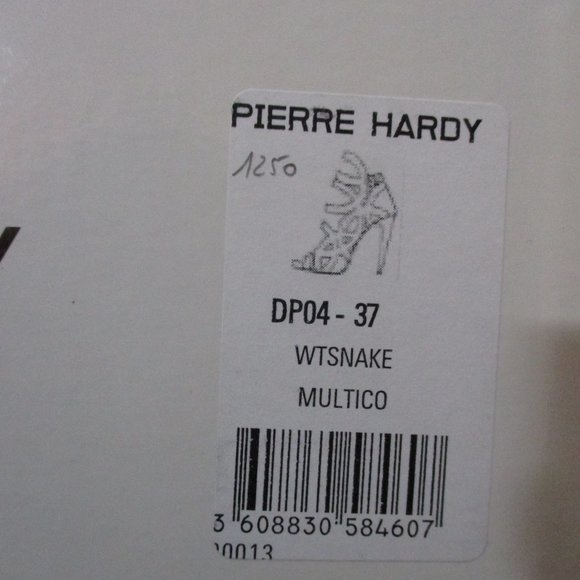 PIERRE HARDY
1250
DP04 - 37
WTSNAKE
MULTICO
3 608830 584607